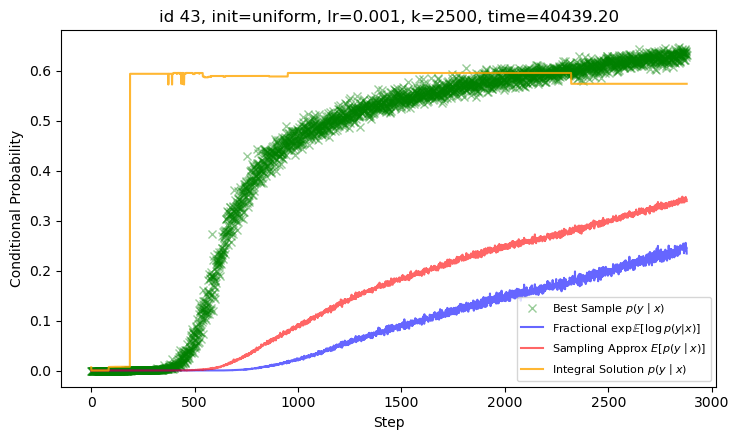 id 43, init=uniform, lr=0.001, k=2500, time=40439.20
Conditional Probability
0.6
0.5
0.4
0.3
0.2
0.1
0.0
Best Sample p(y | x)
Fractional exp𝔼[log p(y|x)]
Sampling Approx E[p(y | x)]
Integral Solution p(y | x)
0
500
1000
1500
2000
2500
3000
Step